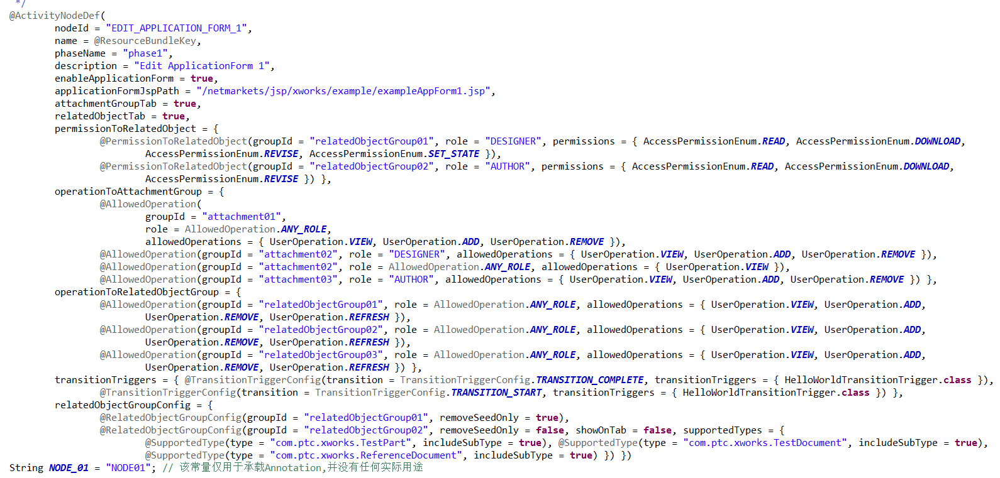 */
@ActivityNodeDef(
nodeId = "EDIT_APPLICATION_FORM_1",
name = @ResourceBundleKey,
phaseName = "phase1",
description = "Edit ApplicationForm 1",
enableApplicationForm = true,
applicationFormJspPath = "/netmarkets/jsp/xworks/example/exampleAppForm1.jsp",
attachmentGroupTab = true,
relatedObjectTab = true,
permissionToRelatedObject = {
@PermissionToRelatedObject(groupId = "relatedObjectGroup01", role = "DESIGNER", permissions = { AccessPermissionEnum.READ, AccessPermissionEnum.DOWNLOAD,
AccessPermissionEnum.REVISE, AccessPermissionEnum.SET_STATE }),
@PermissionToRelatedObject(groupId = "relatedObjectGroup02", role = "AUTHOR", permissions = { AccessPermissionEnum.READ, AccessPermissionEnum.DOWNLOAD,
AccessPermissionEnum.REVISE }) },
operationToAttachmentGroup = {
@AllowedOperation(
groupId = "attachment01",
role = AllowedOperation.ANY_ROLE,
allowedOperations = { UserOperation.VIEW, UserOperation.ADD, UserOperation.REMOVE }),
@AllowedOperation(groupId = "attachment02", role = "DESIGNER", allowedOperations = { UserOperation.VIEW, UserOperation.ADD, UserOperation.REMOVE }),
@AllowedOperation(groupId = "attachment02", role = AllowedOperation.ANY_ROLE, allowedOperations = { UserOperation.VIEW }),
@AllowedOperation(groupId = "attachment03", role = "AUTHOR", allowedOperations = { UserOperation.VIEW, UserOperation.ADD, UserOperation.REMOVE }) },
operationToRelatedObjectGroup = {
@AllowedOperation(groupId = "relatedObjectGroup01", role = AllowedOperation.ANY_ROLE, allowedOperations = { UserOperation.VIEW, UserOperation.ADD,
UserOperation.REMOVE, UserOperation.REFRESH }),
@AllowedOperation(groupId = "relatedObjectGroup02", role = AllowedOperation.ANY_ROLE, allowedOperations = { UserOperation.VIEW, UserOperation.ADD,
UserOperation.REMOVE, UserOperation.REFRESH }),
@AllowedOperation(groupId = "relatedObjectGroup03", role = AllowedOperation.ANY_ROLE, allowedOperations = { UserOperation.VIEW, UserOperation.ADD,
UserOperation.REMOVE, UserOperation.REFRESH }) },
transitionTriggers = { @TransitionTriggerConfig(transition = TransitionTriggerConfig.TRANSITION_COMPLETE, transitionTriggers = { HelloWorldTransitionTrigger.class }),
@TransitionTriggerConfig(transition = TransitionTriggerConfig.TRANSITION_START, transitionTriggers = { HelloWorldTransitionTrigger.class }) },
relatedObjectGroupConfig = {
@RelatedObjectGroupConfig(groupId = "relatedObjectGroup01", removeSeedOnly = true),
@RelatedObjectGroupConfig(groupId = "relatedObjectGroup02", removeSeedOnly = false, showOnTab = false, supportedTypes = {
@SupportedType(type = "com.ptc.xworks.TestPart", includeSubType = true), @SupportedType(type = "com.ptc.xworks.TestDocument", includeSubType = true),
@SupportedType(type = "com.ptc.xworks.ReferenceDocument", includeSubType = true) }) })
String NODE_01 = "NODE01"; // 该常量仅用于承载Annotation,并没有任何实际用途